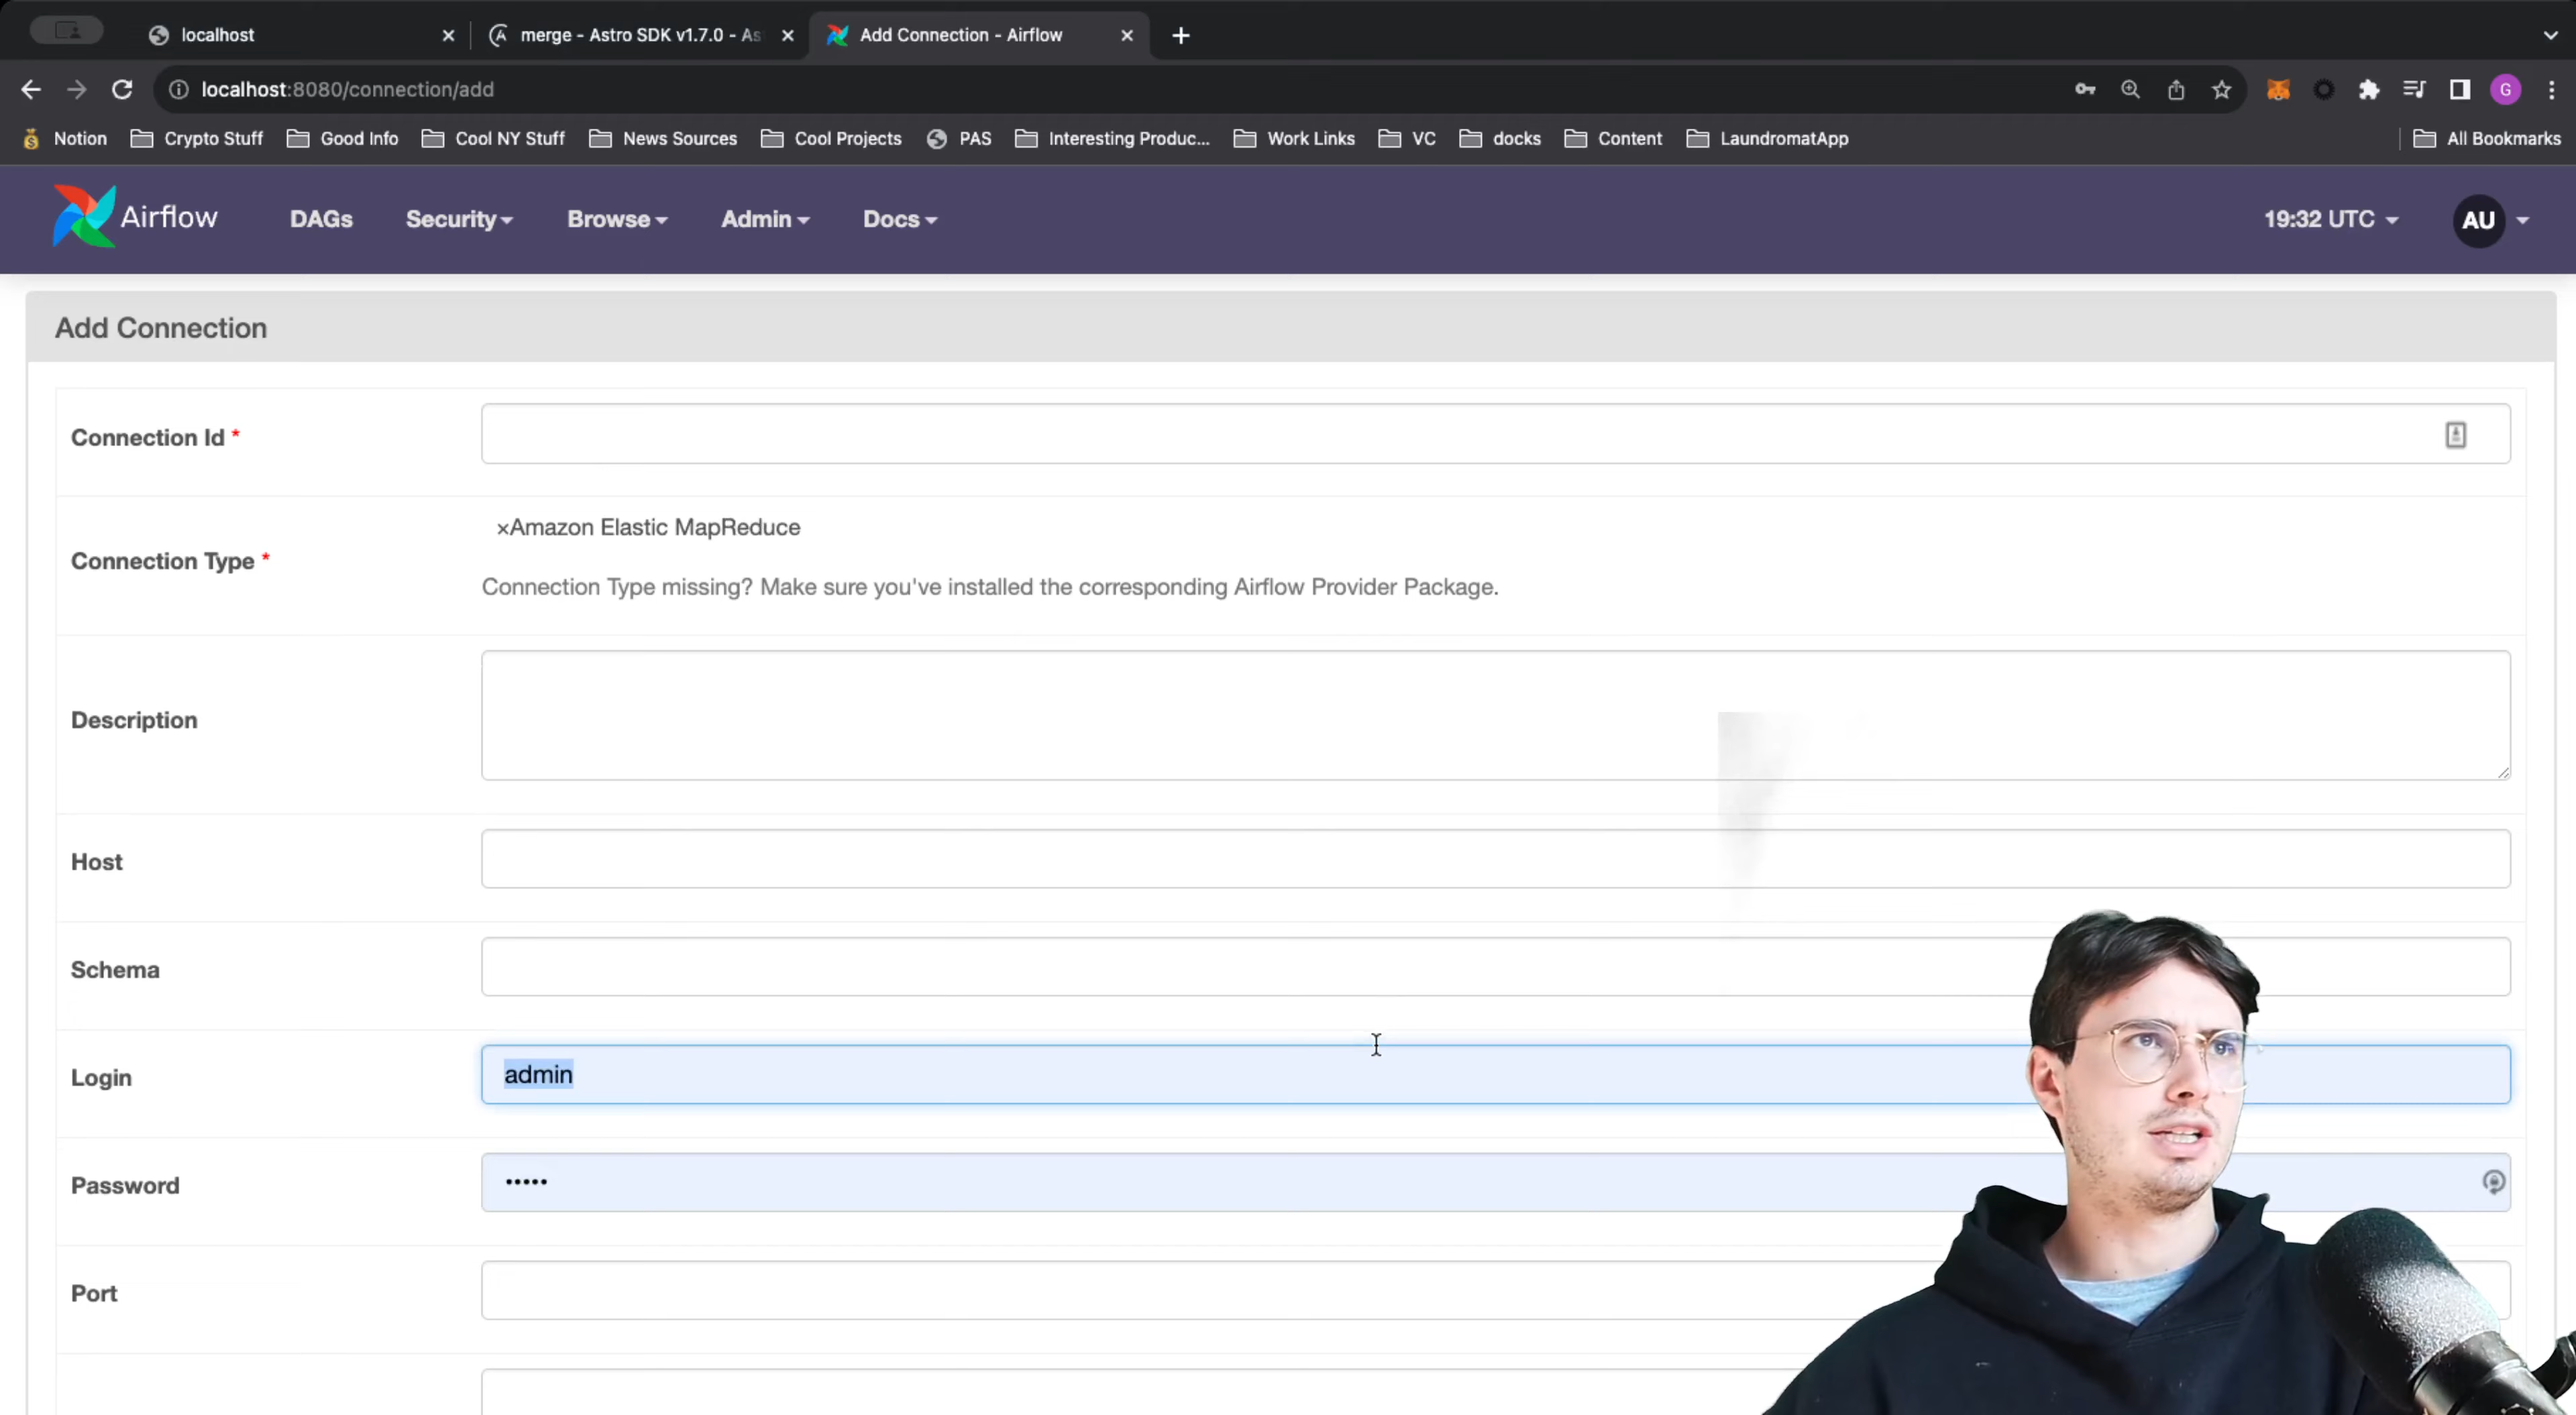 localhost
merge - Astro SDK v1.7.0 - As
Add Connection - Airflow
localhost:8080/connection/add
G
Notion
Crypto Stuff
Good Info
Cool NY Stuff
News Sources
Cool Projects
PAS
Interesting Produc...
Work Links
VC
docks
Content
LaundromatApp
All Bookmarks
Airflow
DAGs
Security
Browse
Admin
Docs
19:32 UTC
AU
Add Connection
Connection Id *
Connection Type *
×Amazon Elastic MapReduce
Connection Type missing? Make sure you've installed the corresponding Airflow Provider Package.
Description
Host
Schema
Login
admin
Password
•••••
Port